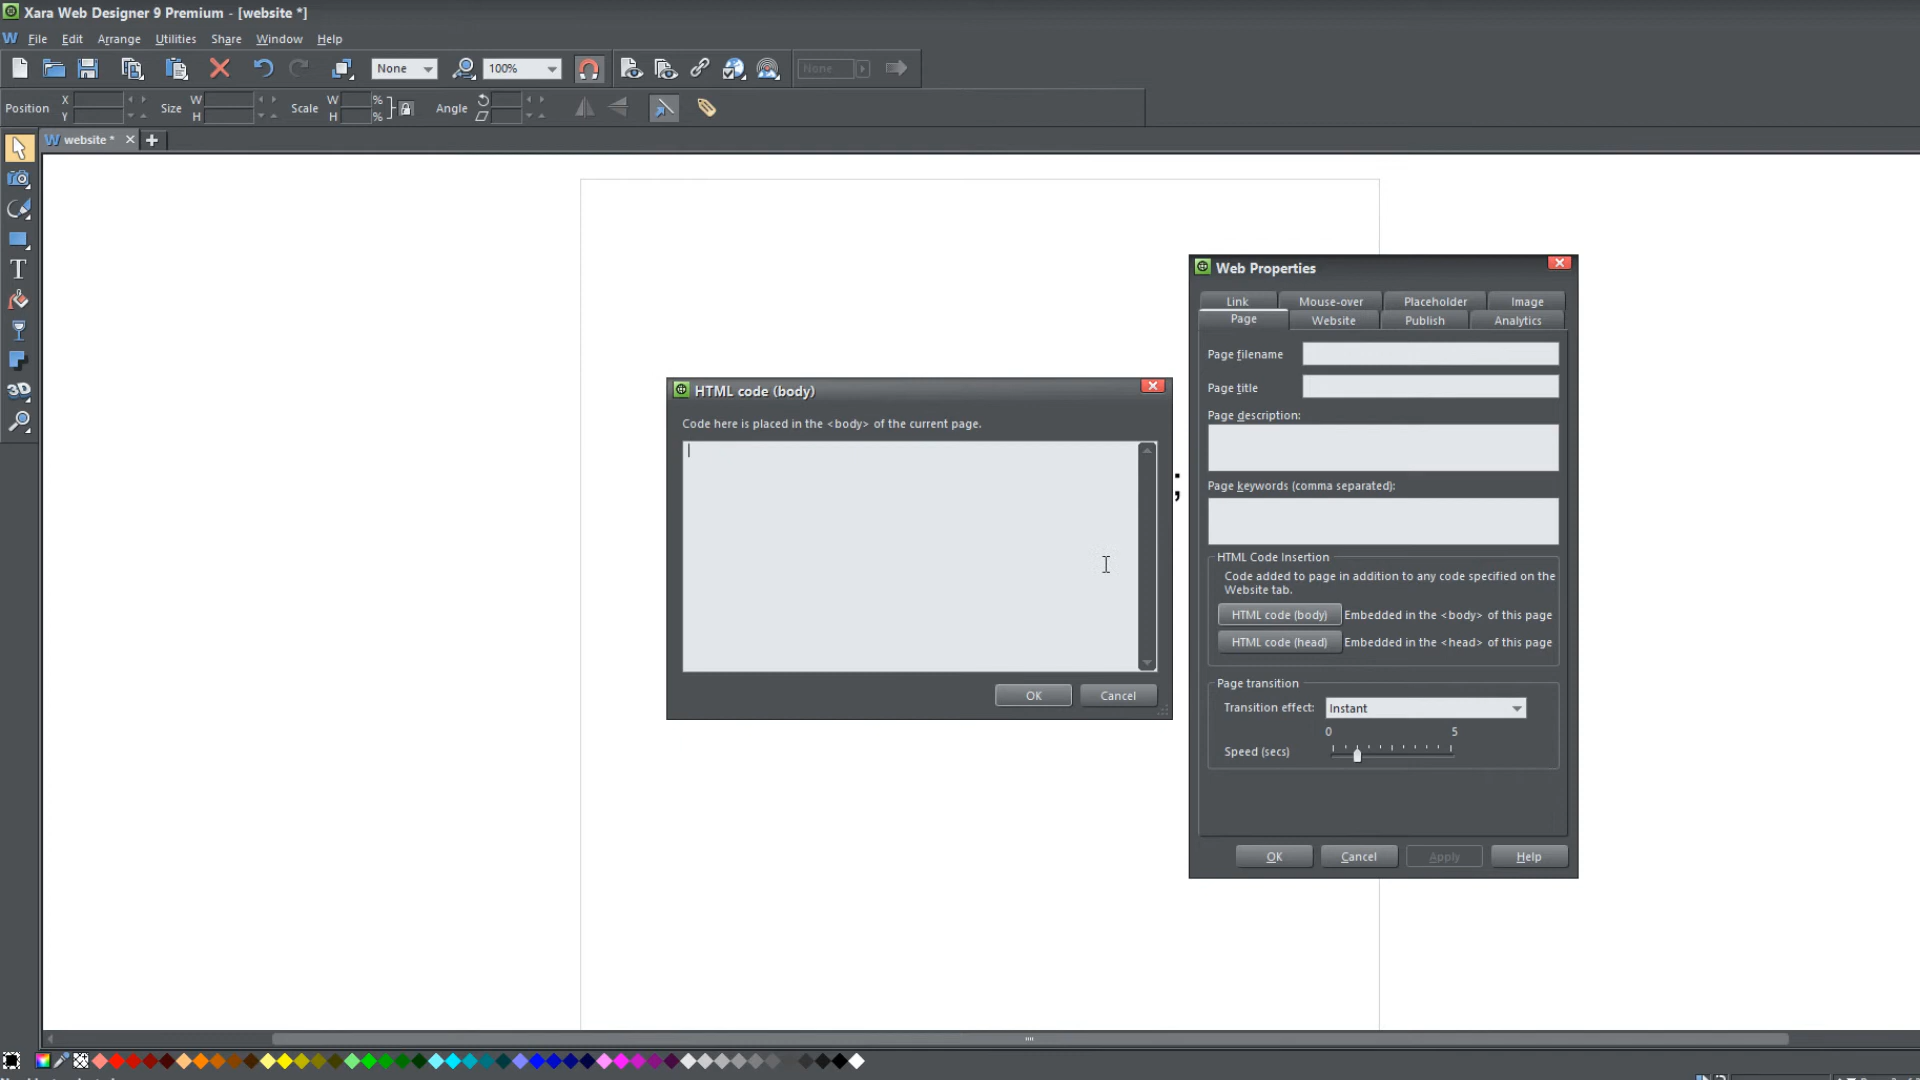 Xara Web Designer 9 Premium - [website *]
W File Edit Arrange Utilities Share Window Help
None 100% None
Position X Y Size W H Scale W H % % Angle
W website *
HTML code (body)
Code here is placed in the <body> of the current page.
OK Cancel
;
Web Properties
Link Mouse-over Placeholder Image
Page Website Publish Analytics
Page filename
Page title
Page description:
Page keywords (comma separated):
HTML Code Insertion
Code added to page in addition to any code specified on the
Website tab.
HTML code (body) Embedded in the <body> of this page
HTML code (head) Embedded in the <head> of this page
Page transition
Transition effect: Instant
0 5
Speed (secs)
OK Cancel Apply Help
T
3D